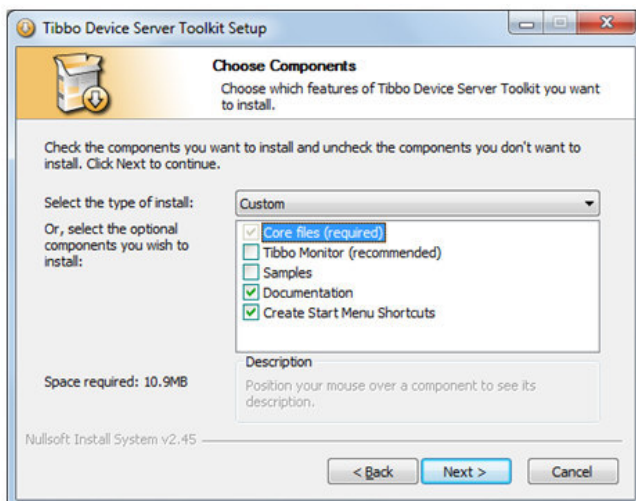 Tibbo Device Server Toolkit Setup
Choose Components
Choose which features of Tibbo Device Server Toolkit you want
to install.
Check the components you want to install and uncheck the components you don't want to
install. Click Next to continue.
Select the type of install:
Custom
Or, select the optional
components you wish to
install:
Core files (required)
Tibbo Monitor (recommended)
Samples
Documentation
Create Start Menu Shortcuts
Space required: 10.9MB
Description
Position your mouse over a component to see its
description.
Nullsoft Install System v2.45
< Back
Next >
Cancel